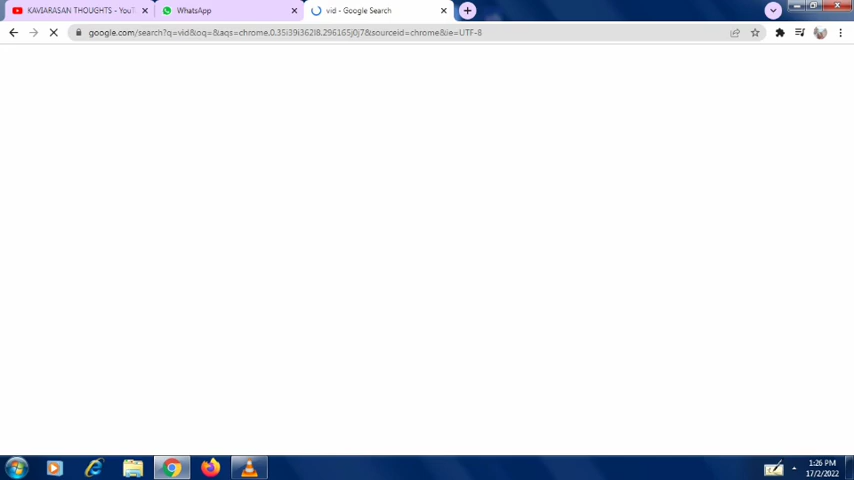 KAVIARASAN THOUGHTS - YouT
WhatsApp
vid - Google Search
google.com/search?q=vid&oq=&aqs=chrome.0.35i39i362l8.296165j0j7&sourceid=chrome&ie=UTF-8
1:26 PM
17/2/2022